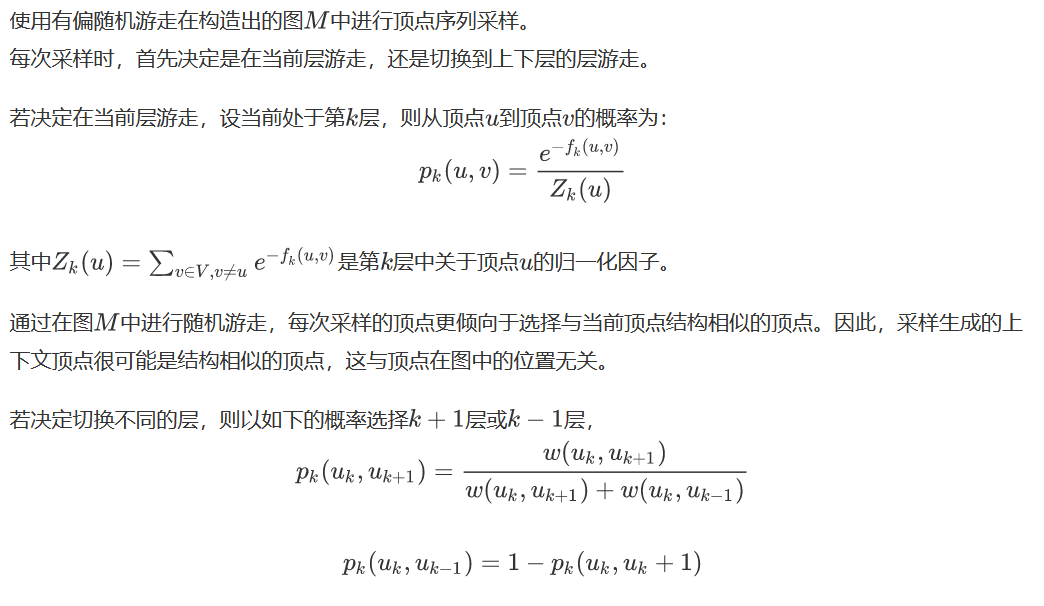 使用有偏随机游走在构造出的图$M$中进行顶点序列采样。
每次采样时，首先决定是在当前层游走，还是切换到上下层的层游走。
若决定在当前层游走，设当前处于第$k$层，则从顶点$u$到顶点$v$的概率为：
$p_k(u, v) = \frac{e^{-f_k(u,v)}}{Z_k(u)}$
其中$Z_k(u) = \sum_{v \in V, v \neq u} e^{-f_k(u,v)}$是第$k$层中关于顶点$u$的归一化因子。
通过在图$M$中进行随机游走，每次采样的顶点更倾向于选择与当前顶点结构相似的顶点。因此，采样生成的上
下文顶点很可能是结构相似的顶点，这与顶点在图中的位置无关。
若决定切换不同的层，则以如下的概率选择$k + 1$层或$k - 1$层，
$p_k(u_k, u_{k+1}) = \frac{w(u_k, u_{k+1})}{w(u_k, u_{k+1}) + w(u_k, u_{k-1})}$
$p_k(u_k, u_{k-1}) = 1 - p_k(u_k, u_k + 1)$